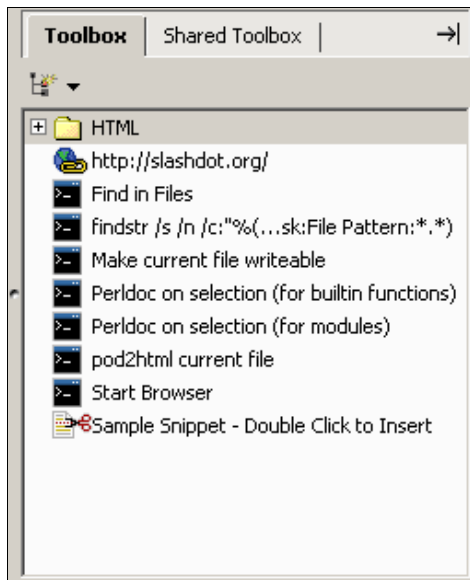 Toolbox
Shared Toolbox
HTML
http://slashdot.org/
Find in Files
findstr /s /n /c:"%(...sk:File Pattern:*.*)
Make current file writeable
Perldoc on selection (for builtin functions)
Perldoc on selection (for modules)
pod2html current file
Start Browser
Sample Snippet - Double Click to Insert